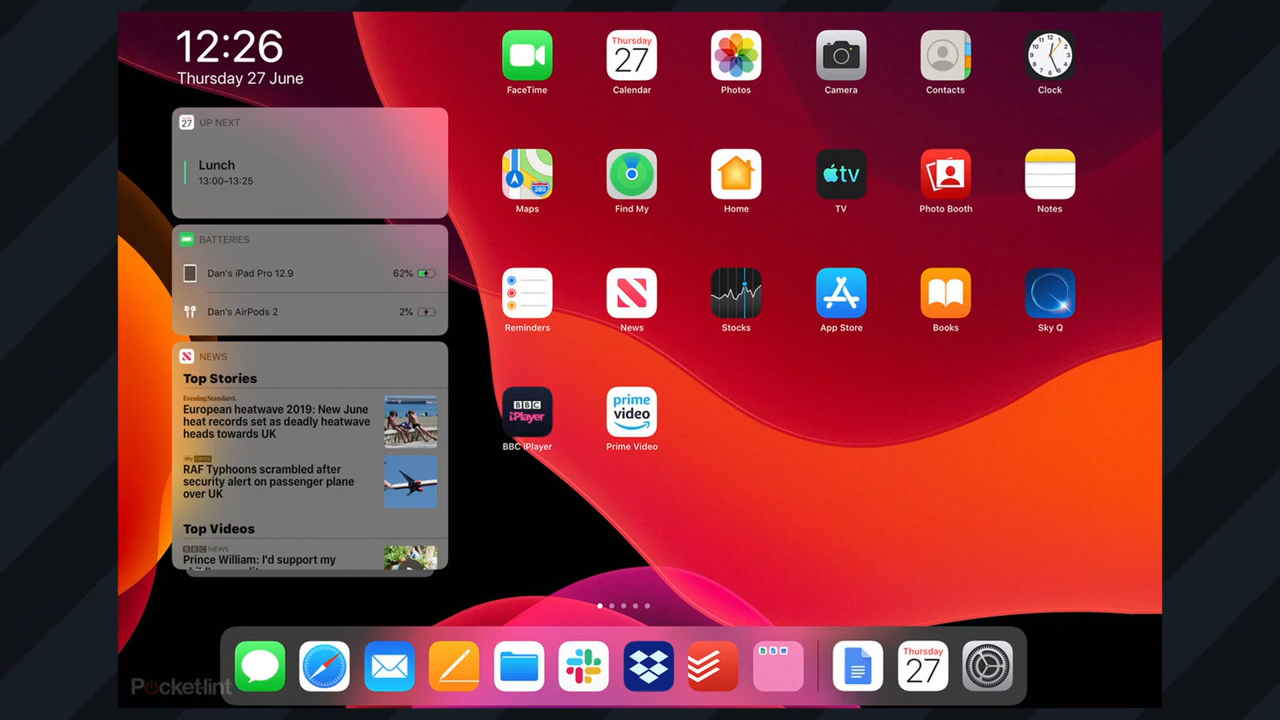 12:26
Thursday 27 June
27
UP NEXT
Lunch
13:00–13:25
BATTERIES
Dan's iPad Pro 12.9
62%
Dan's AirPods 2
2%
NEWS
Top Stories
Evening Standard.
European heatwave 2019: New June
heat records set as deadly heatwave
heads towards UK
sky news
RAF Typhoons scrambled after
security alert on passenger plane
over UK
Top Videos
BBC NEWS
Prince William: I'd support my
Thursday
27
FaceTime
Calendar
Photos
Camera
Contacts
Clock
280
tv
Maps
Find My
Home
TV
Photo Booth
Notes
Reminders
News
Stocks
App Store
Books
Sky Q
BBC
iPlayer
prime
video
BBC iPlayer
Prime Video
Thursday
27
Pocketlint